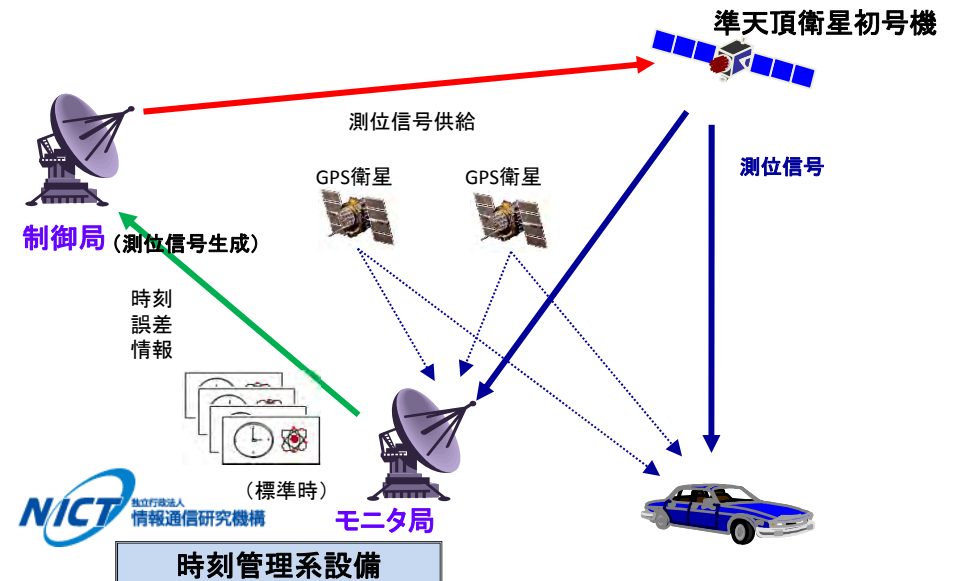 準天頂衛星初号機
測位信号供給
GPS衛星
GPS衛星
測位信号
制御局(測位信号生成)
時刻
誤差
情報
(標準時)
NICT
独立行政法人
情報通信研究機構
モニタ局
時刻管理系設備